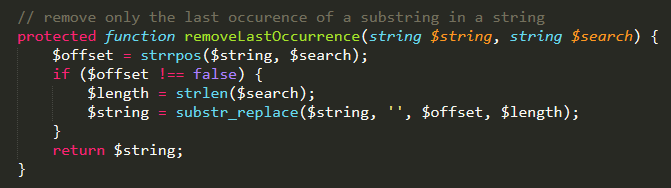 // remove only the last occurence of a substring in a string
protected function removeLastOccurrence(string $string, string $search) {
    $offset = strrpos($string, $search);
    if ($offset !== false) {
        $length = strlen($search);
        $string = substr_replace($string, '', $offset, $length);
    }
    return $string;
}